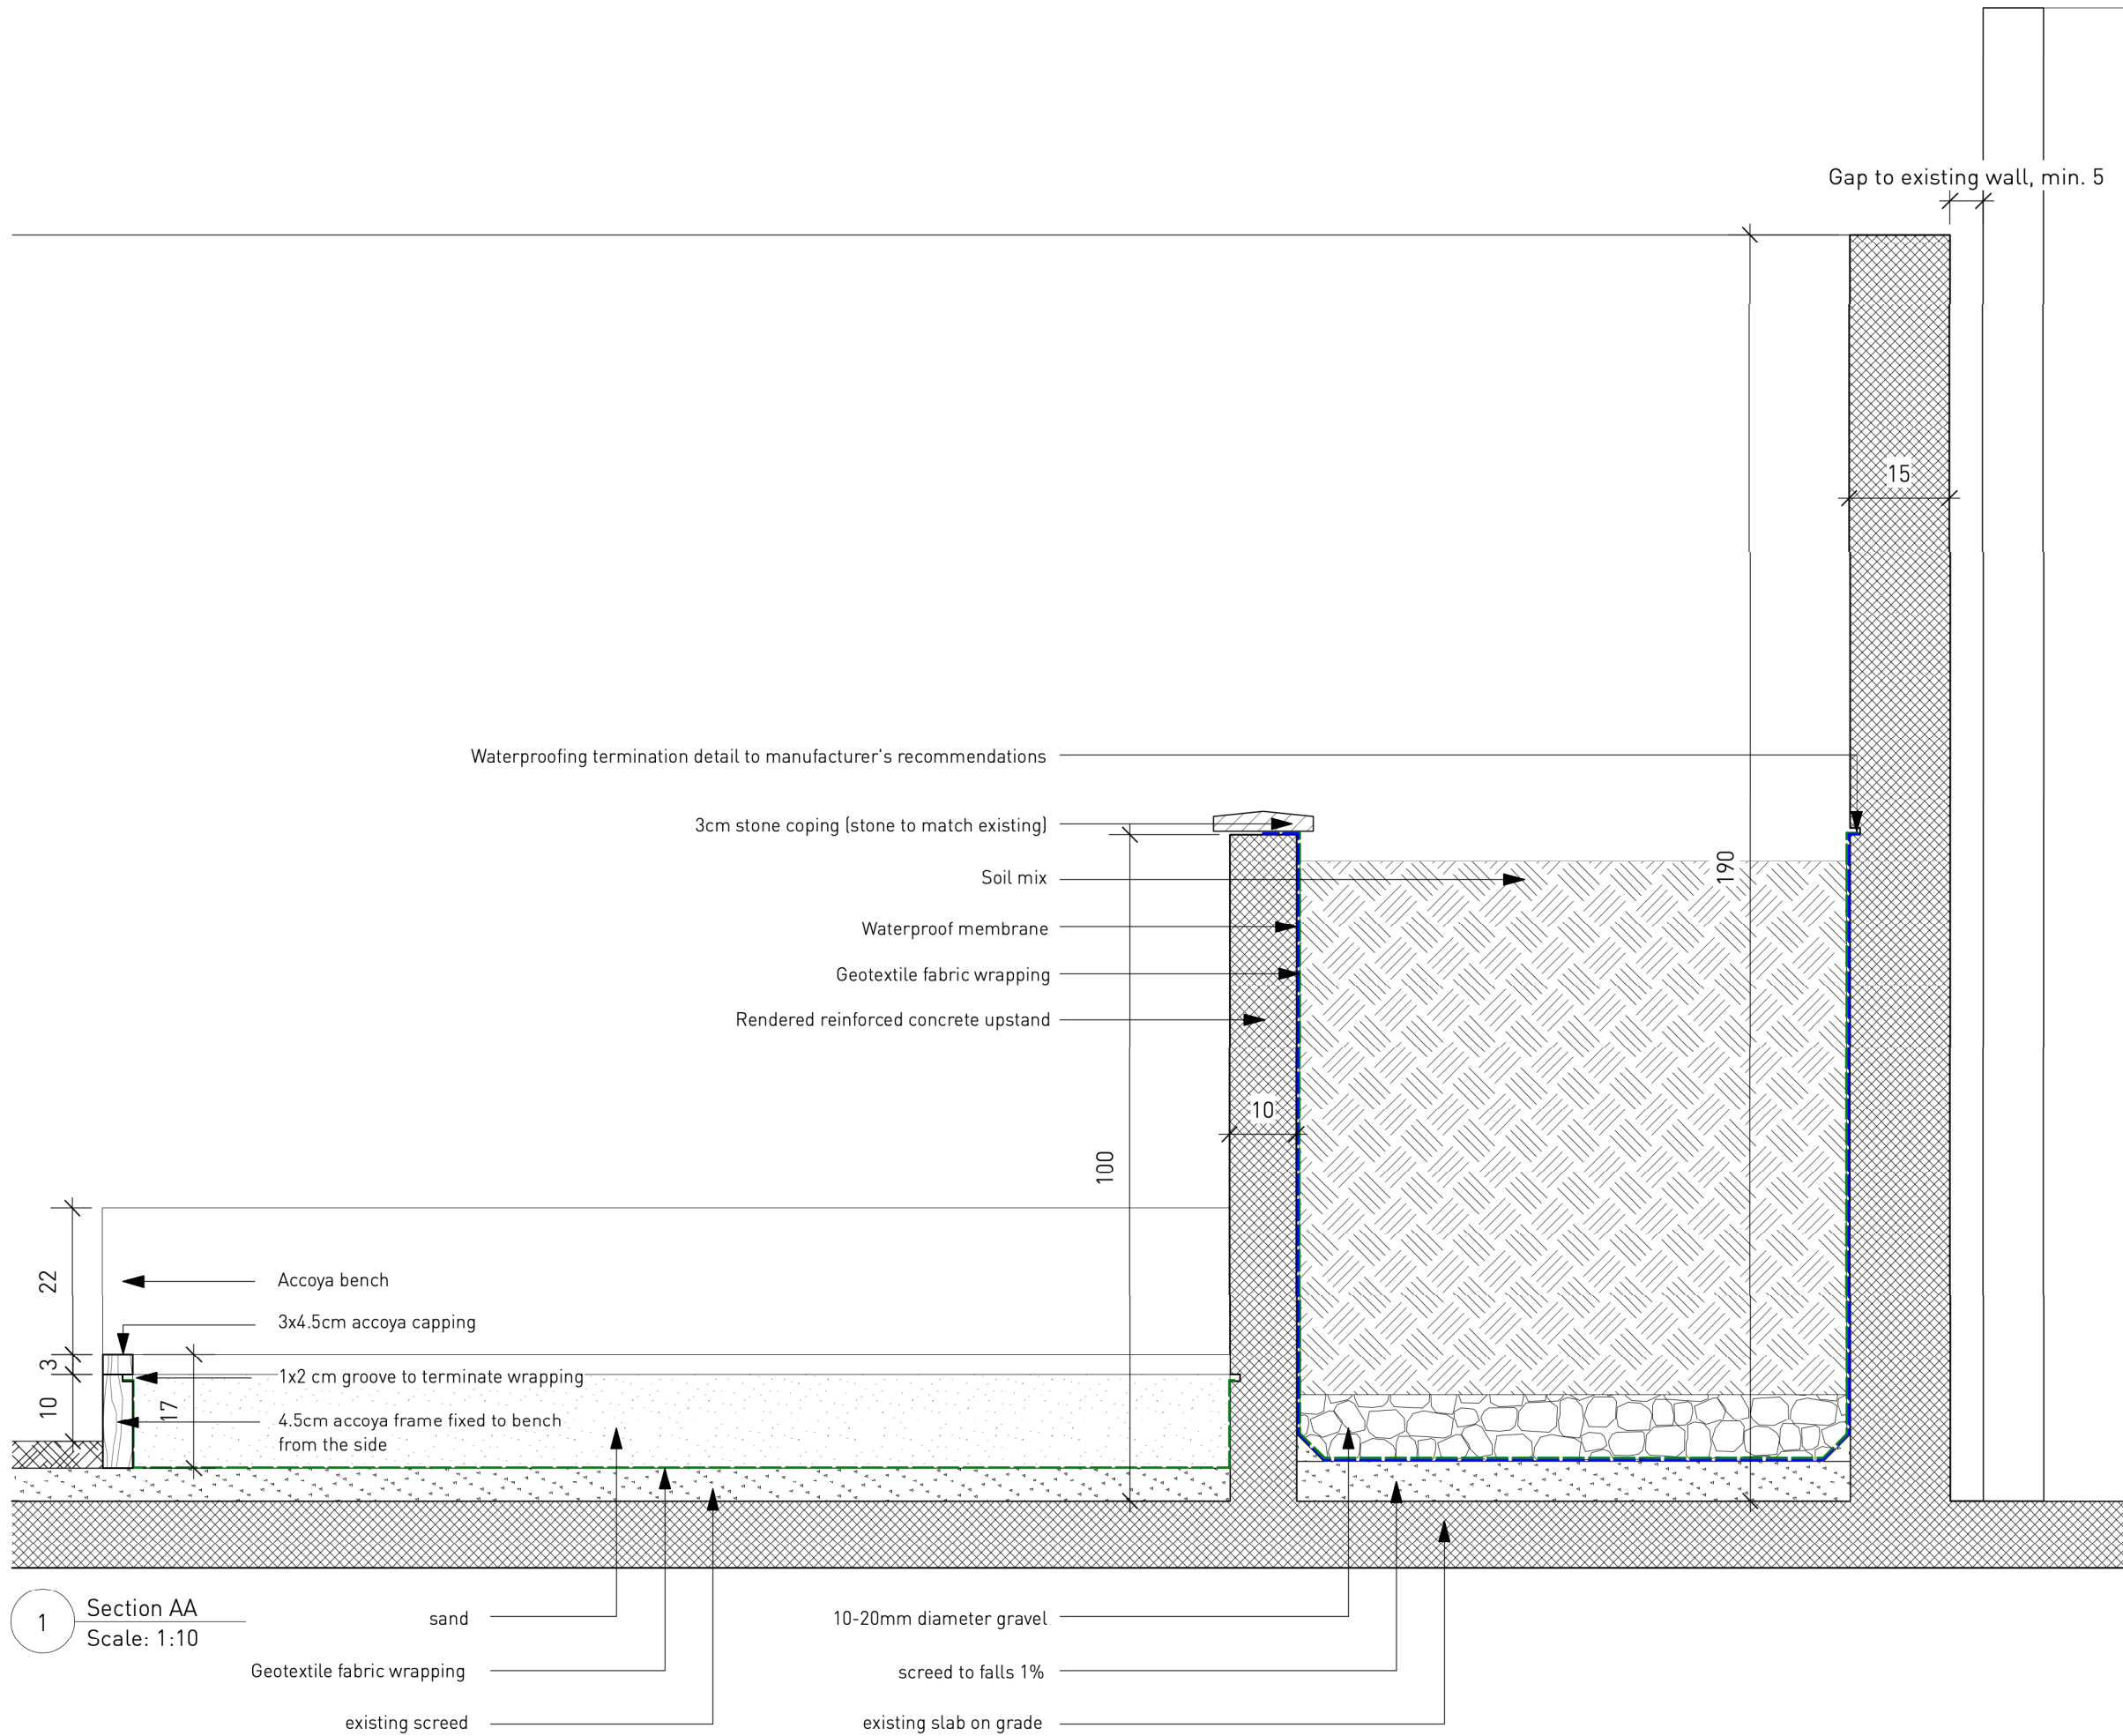 Gap to existing wall, min. 5
15
Waterproofing termination detail to manufacturer's recommendations
3cm stone coping (stone to match existing)
190
Soil mix
Waterproof membrane
Geotextile fabric wrapping
Rendered reinforced concrete upstand
10
100
22
Accoya bench
3x4.5cm accoya capping
3
1x2 cm groove to terminate wrapping
10
17
4.5cm accoya frame fixed to bench
from the side
1
Section AA
Scale: 1:10
sand
10-20mm diameter gravel
Geotextile fabric wrapping
screed to falls 1%
existing screed
existing slab on grade